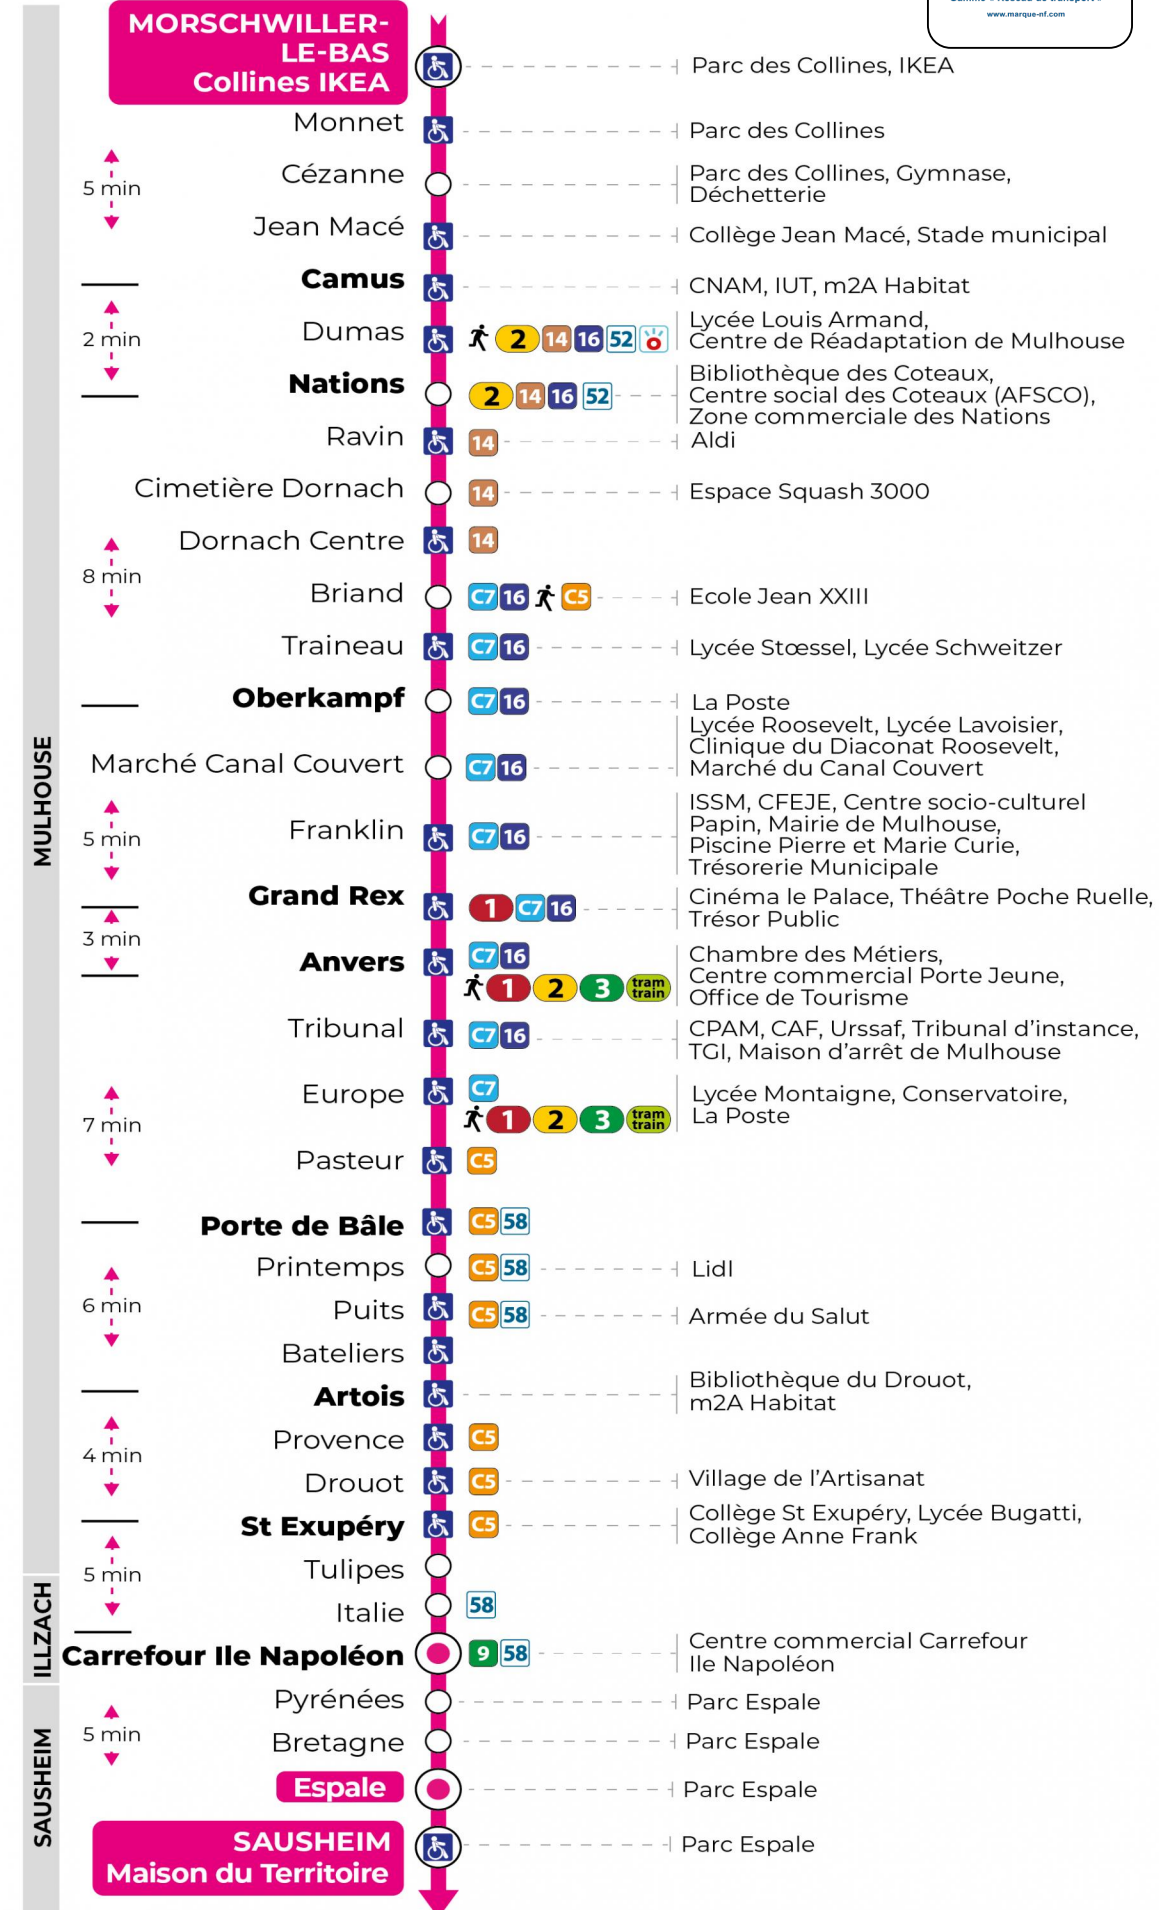 www.marque-nf.com
MORSCHWILLER-
LE-BAS
Collines IKEA
Parc des Collines, IKEA
Monnet
Parc des Collines
Cézanne
Parc des Collines, Gymnase,
Déchetterie
5 min
Jean Macé
Collège Jean Macé, Stade municipal
Camus
CNAM, IUT, m2A Habitat
2 min
Dumas
2 14 16 52
Lycée Louis Armand,
Centre de Réadaptation de Mulhouse
Nations
2 14 16 52
Bibliothèque des Coteaux,
Centre social des Coteaux (AFSCO),
Zone commerciale des Nations
Ravin
14
Aldi
Cimetière Dornach
14
Espace Squash 3000
Dornach Centre
14
8 min
Briand
C7 16 C5
Ecole Jean XXIII
Traineau
C7 16
Lycée Stœssel, Lycée Schweitzer
Oberkampf
C7 16
La Poste
MULHOUSE
Marché Canal Couvert
C7 16
Lycée Roosevelt, Lycée Lavoisier,
Clinique du Diaconat Roosevelt,
Marché du Canal Couvert
5 min
Franklin
C7 16
ISSM, CFEJE, Centre socio-culturel
Papin, Mairie de Mulhouse,
Piscine Pierre et Marie Curie,
Trésorerie Municipale
Grand Rex
1 C7 16
Cinéma le Palace, Théâtre Poche Ruelle,
Trésor Public
3 min
Anvers
C7 16
1 2 3 tram
train
Chambre des Métiers,
Centre commercial Porte Jeune,
Office de Tourisme
Tribunal
C7 16
CPAM, CAF, Urssaf, Tribunal d'instance,
TGI, Maison d'arrêt de Mulhouse
Europe
C7
1 2 3 tram
train
Lycée Montaigne, Conservatoire,
La Poste
7 min
Pasteur
C5
Porte de Bâle
C5 58
Printemps
C5 58
Lidl
6 min
Puits
C5 58
Armée du Salut
Bateliers
Artois
Bibliothèque du Drouot,
m2A Habitat
Provence
C5
4 min
Drouot
C5
Village de l'Artisanat
St Exupéry
C5
Collège St Exupéry, Lycée Bugatti,
Collège Anne Frank
Tulipes
5 min
Italie
58
ILLZACH
Carrefour Ile Napoléon
9 58
Centre commercial Carrefour
Ile Napoléon
Pyrénées
Parc Espale
5 min
Bretagne
Parc Espale
SAUSHEIM
Espale
Parc Espale
SAUSHEIM
Maison du Territoire
Parc Espale